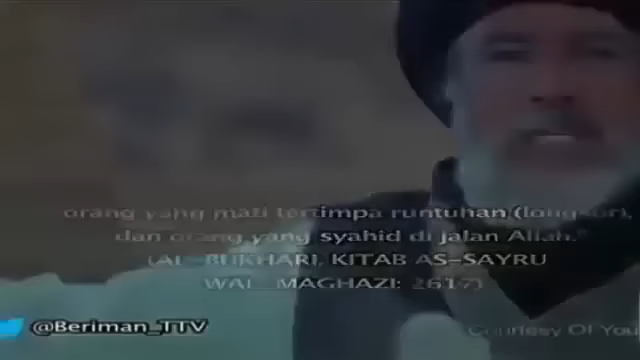 orang yang mati tertimpa runtuhan (longsor),
dan orang yang syahid di jalan Allah."
(AL-BUKHARI, KITAB AS-SAYRU
WAL MAGHAZI: 2617)
@Beriman_TTV
Courtesy Of You